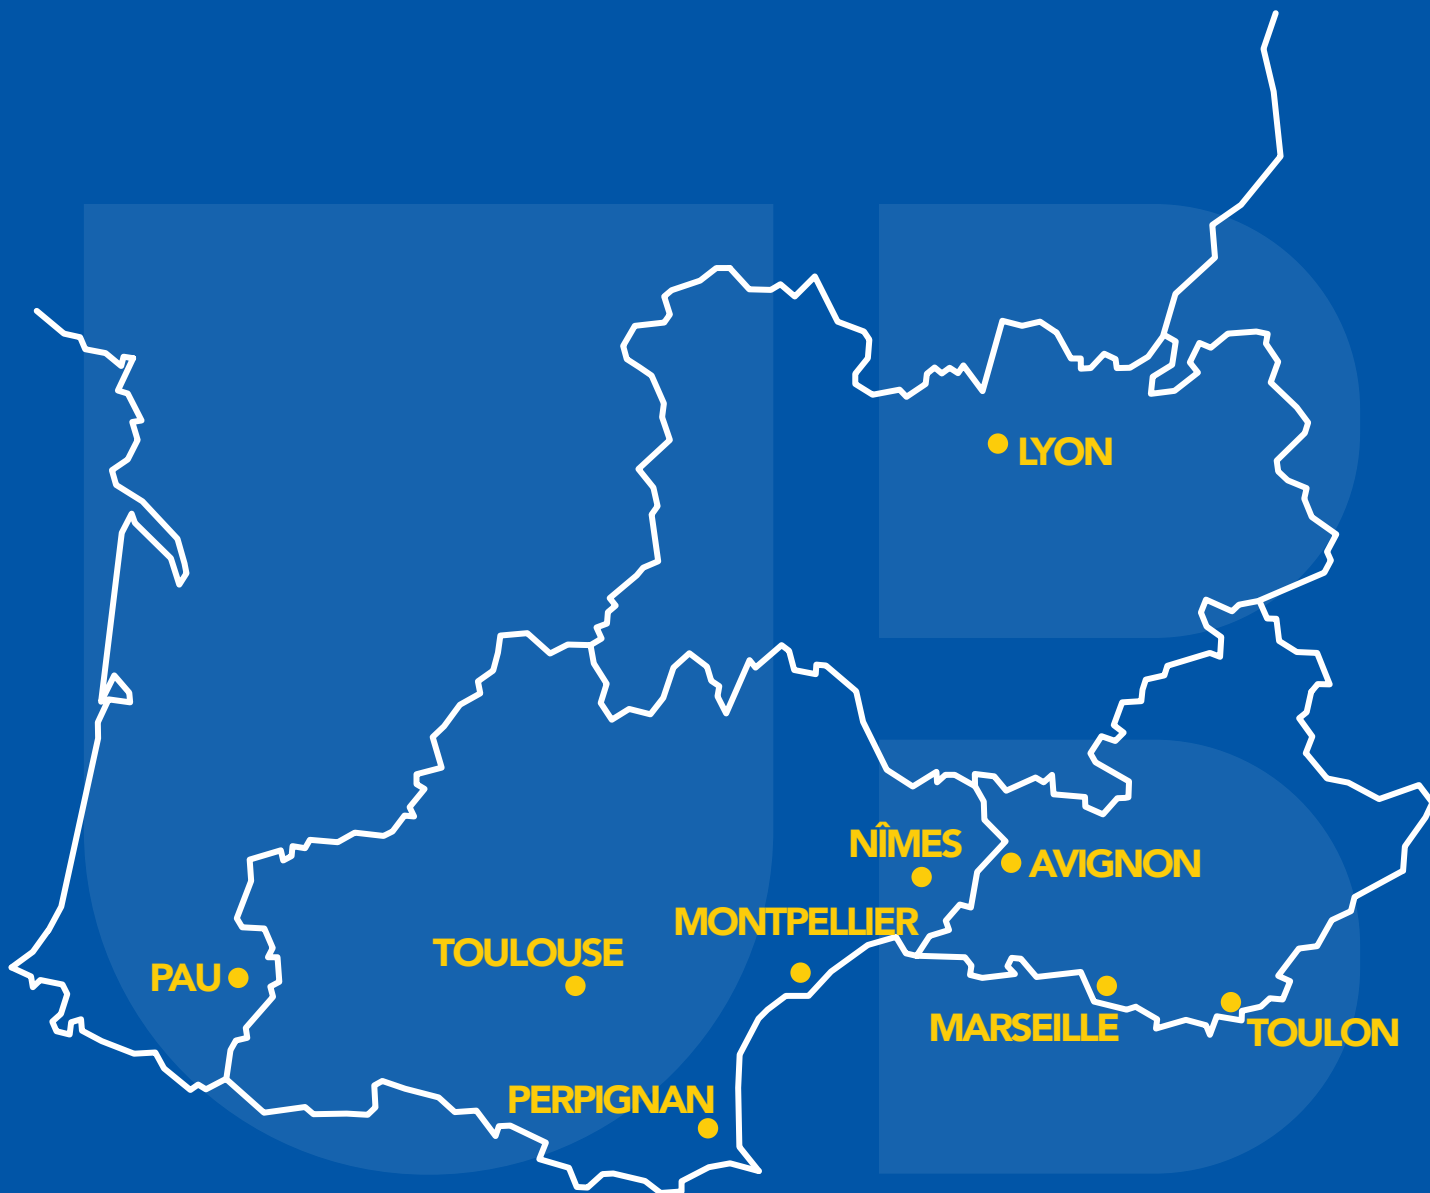 LYON
NÎMES
AVIGNON
MONTPELLIER
TOULOUSE
PAU
MARSEILLE
TOULON
PERPIGNAN